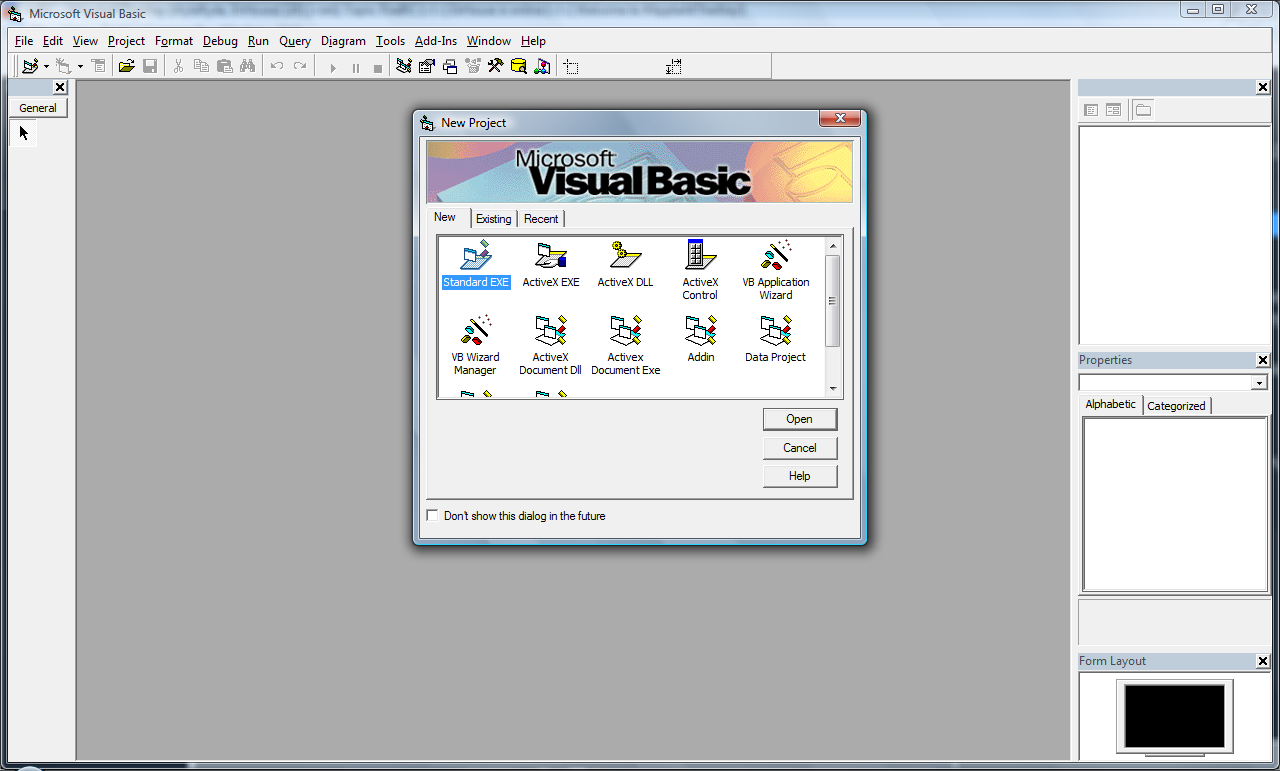 Microsoft Visual Basic
File Edit View Project Format Debug Run Query Diagram Tools Add-Ins Window Help
General
New Project
Microsoft
Visual Basic
New Existing Recent
Standard EXE
ActiveX EXE
ActiveX DLL
ActiveX
Control
VB Application
Wizard
VB Wizard
Manager
ActiveX
Document Dll
Activex
Document Exe
Addin
Data Project
Open
Cancel
Help
Don't show this dialog in the future
Properties
Alphabetic Categorized
Form Layout